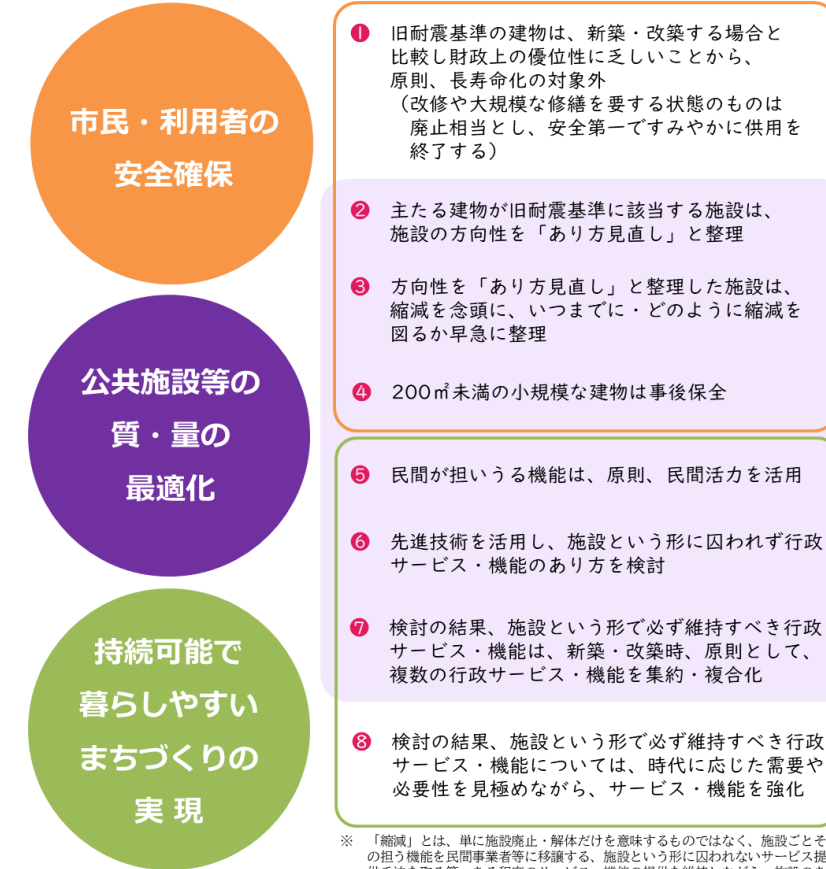 市民・利用者の
安全確保
❶ 旧耐震基準の建物は、新築・改築する場合と
比較し財政上の優位性に乏しいことから、
原則、長寿命化の対象外
（改修や大規模な修繕を要する状態のものは
廃止相当とし、安全第一ですみやかに供用を
終了する）
❷ 主たる建物が旧耐震基準に該当する施設は、
施設の方向性を「あり方見直し」と整理
❸ 方向性を「あり方見直し」と整理した施設は、
縮減を念頭に、いつまでに・どのように縮減を
図るか早急に整理
公共施設等の
質・量の
最適化
❹ 200㎡未満の小規模な建物は事後保全
❺ 民間が担いうる機能は、原則、民間活力を活用
❻ 先進技術を活用し、施設という形に囚われず行政
サービス・機能のあり方を検討
持続可能で
暮らしやすい
まちづくりの
実 現
❼ 検討の結果、施設という形で必ず維持すべき行政
サービス・機能は、新築・改築時、原則として、
複数の行政サービス・機能を集約・複合化
❽ 検討の結果、施設という形で必ず維持すべき行政
サービス・機能については、時代に応じた需要や
必要性を見極めながら、サービス・機能を強化
※ 「縮減」とは、単に施設廃止・解体だけを意味するものではなく、施設ごとそ
の担う機能を民間事業者等に移譲する、施設という形に囚われないサービス提